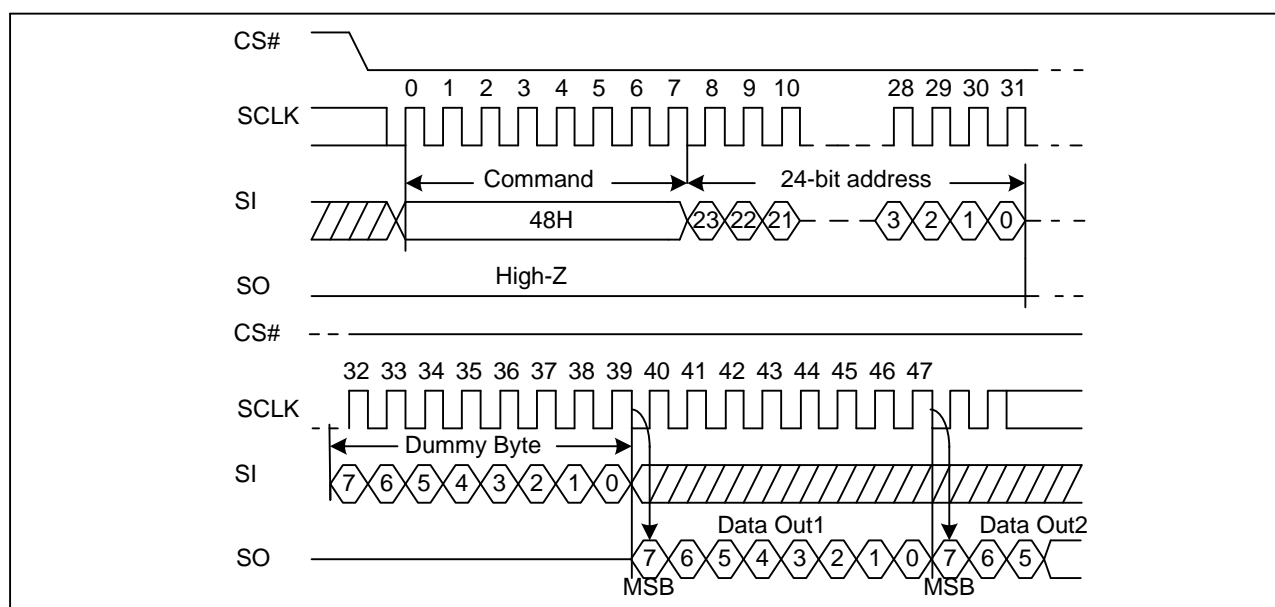 CS#
0 1 2 3 4 5 6 7 8 9 10 28 29 30 31
SCLK
Command 24-bit address
SI
48H 23 22 21 3 2 1 0
High-Z
SO
CS#
32 33 34 35 36 37 38 39 40 41 42 43 44 45 46 47
SCLK
Dummy Byte
SI
7 6 5 4 3 2 1 0
Data Out1 Data Out2
SO
7 6 5 4 3 2 1 0 7 6 5
MSB MSB